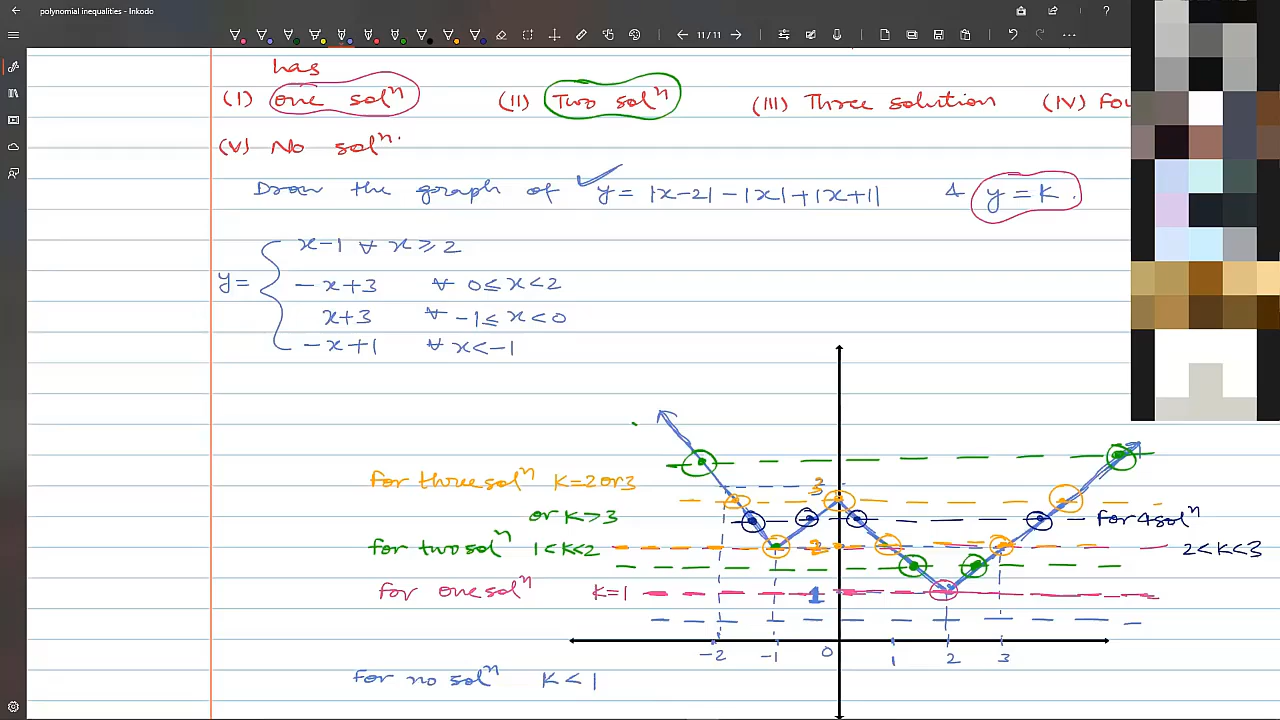 polynomial inequalities - Inkodo
11/11
has
(I) One solⁿ (II) Two solⁿ (III) Three solution (IV) Fo
(V) No solⁿ.
Draw the graph of y = |x-2| - |x| + |x+1| & y = K.
x-1 ∀ x ≥ 2
y = -x+3 ∀ 0 ≤ x < 2
x+3 ∀ -1 ≤ x < 0
-x+1 ∀ x < -1
For three solⁿ K=2 or 3 3
or K>3 For 4 solⁿ
for two solⁿ 1<K<2 2 2<K<3
For one solⁿ K=1 1
-2 -1 0 1 2 3
For no solⁿ K < 1